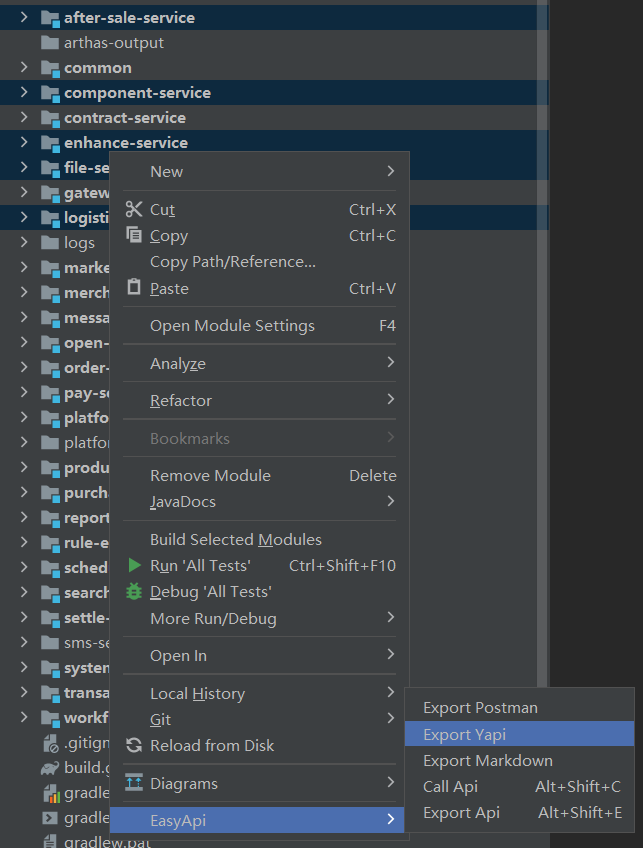 after-sale-service
arthas-output
common
component-service
contract-service
enhance-service
file-se
gatew
logisti
logs
marke
merch
messa
open-
order-
pay-se
platfo
platfor
produ
purcha
report
rule-e
sched
search
settle-
sms-se
system
transa
workf
.gitign
build.g
gradle
gradle
gradlew.bat
New
Cut Ctrl+X
Copy Ctrl+C
Copy Path/Reference...
Paste Ctrl+V
Open Module Settings F4
Analyze
Refactor
Bookmarks
Remove Module Delete
JavaDocs
Build Selected Modules
Run 'All Tests' Ctrl+Shift+F10
Debug 'All Tests'
More Run/Debug
Open In
Local History
Git
Reload from Disk
Diagrams
EasyApi
Export Postman
Export Yapi
Export Markdown
Call Api Alt+Shift+C
Export Api Alt+Shift+E